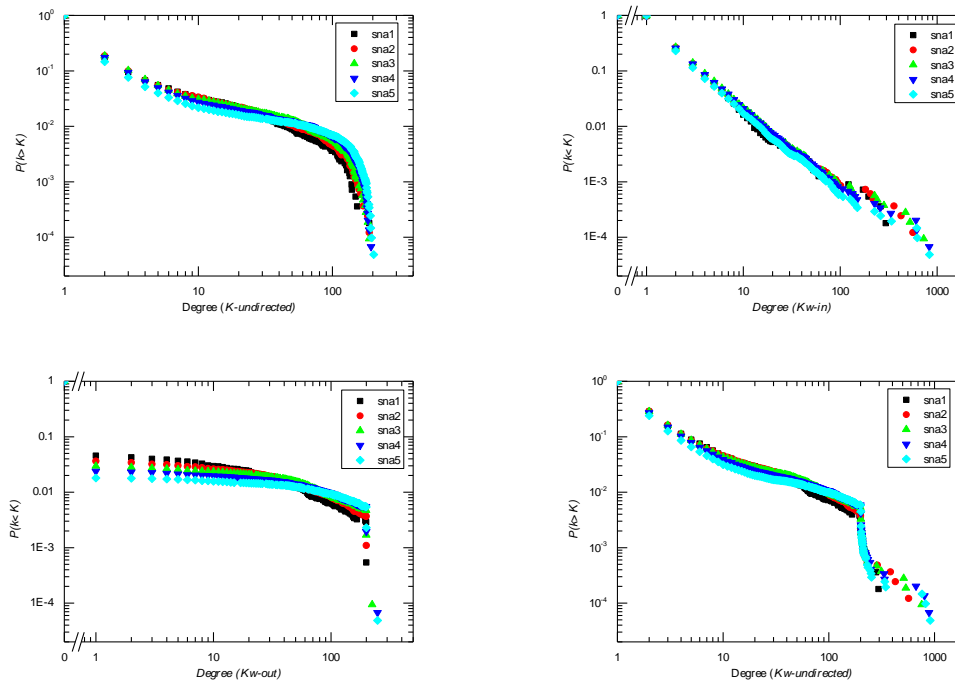 10^0
10^-1
10^-2
10^-3
10^-4
P(k> K)
1 10 100
Degree (K-undirected)
sna1
sna2
sna3
sna4
sna5
1
0.1
0.01
1E-3
1E-4
P(k< K)
0 1 10 100 1000
Degree (Kw-in)
sna1
sna2
sna3
sna4
sna5
1
0.1
0.01
1E-3
1E-4
P(k< K)
0 1 10 100
Degree (Kw-out)
sna1
sna2
sna3
sna4
sna5
10^0
10^-1
10^-2
10^-3
10^-4
P(k> K)
1 10 100 1000
Degree (Kw-undirected)
sna1
sna2
sna3
sna4
sna5